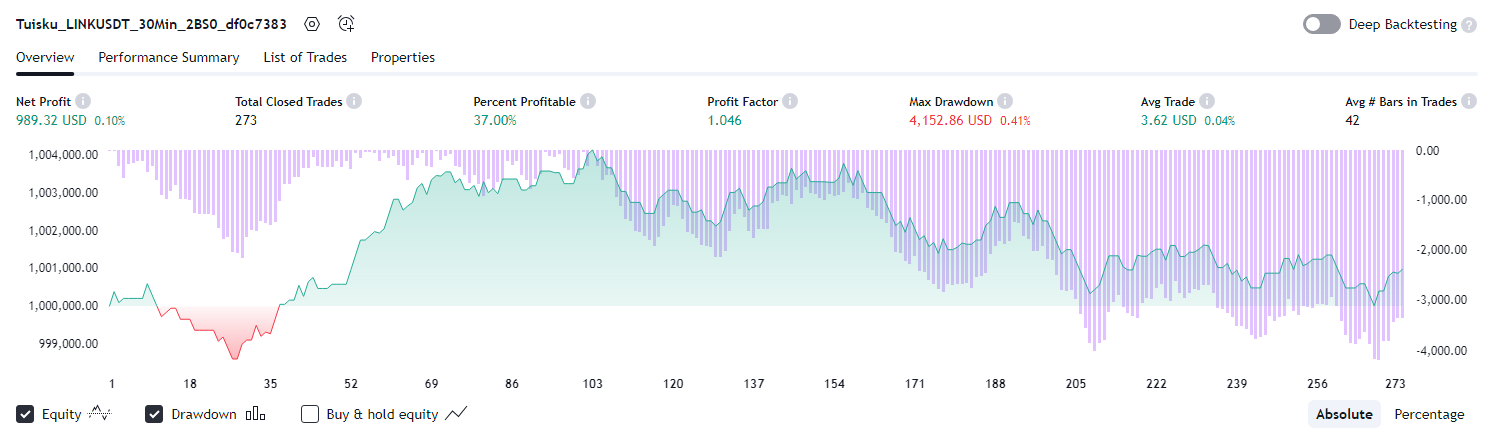 Tuisku_LINKUSDT_30Min_2BS0_df0c7383
Deep Backtesting ?
Overview Performance Summary List of Trades Properties
Net Profit i Total Closed Trades i Percent Profitable i Profit Factor i Max Drawdown i Avg Trade i Avg # Bars in Trades i
989.32 USD 0.10% 273 37.00% 1.046 4,152.86 USD 0.41% 3.62 USD 0.04% 42
1,004,000.00 0.00
1,003,000.00 -1,000.00
1,002,000.00 -2,000.00
1,001,000.00
1,000,000.00 -3,000.00
999,000.00 -4,000.00
1 18 35 52 69 86 103 120 137 154 171 188 205 222 239 256 273
Equity Drawdown Buy & hold equity Absolute Percentage